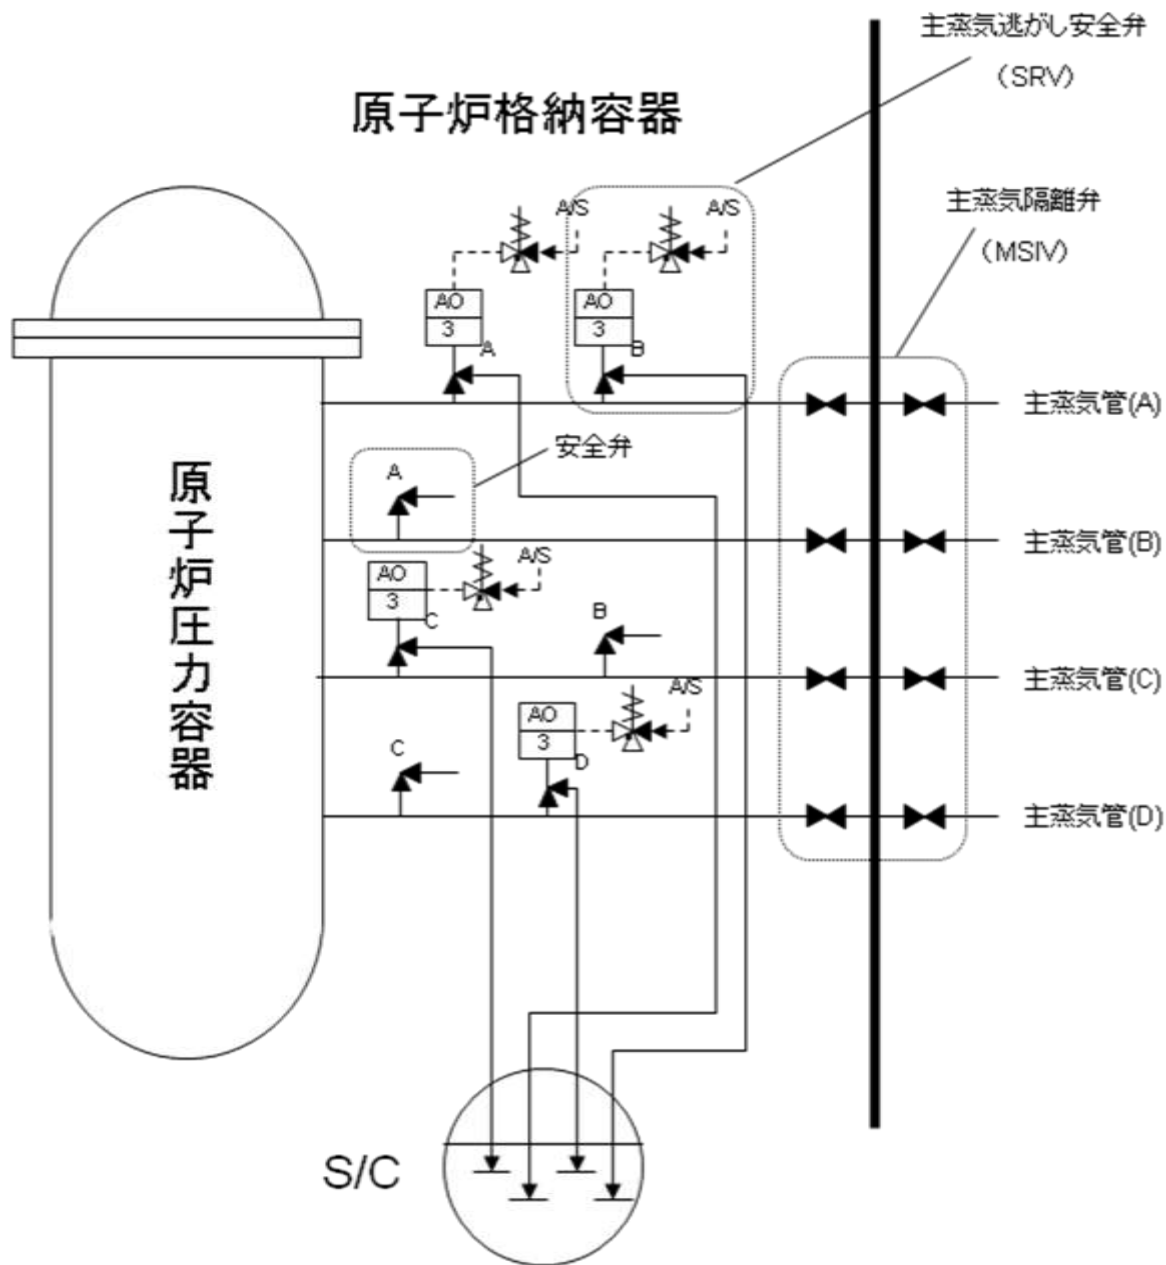 主蒸気逃がし安全弁
(SRV)
原子炉格納容器
主蒸気隔離弁
(MSIV)
A/S
A/S
AO
3
A
AO
3
B
主蒸気管(A)
安全弁
A
主蒸気管(B)
A/S
AO
3
C
B
主蒸気管(C)
A/S
AO
3
D
C
主蒸気管(D)
原子炉圧力容器
S/C